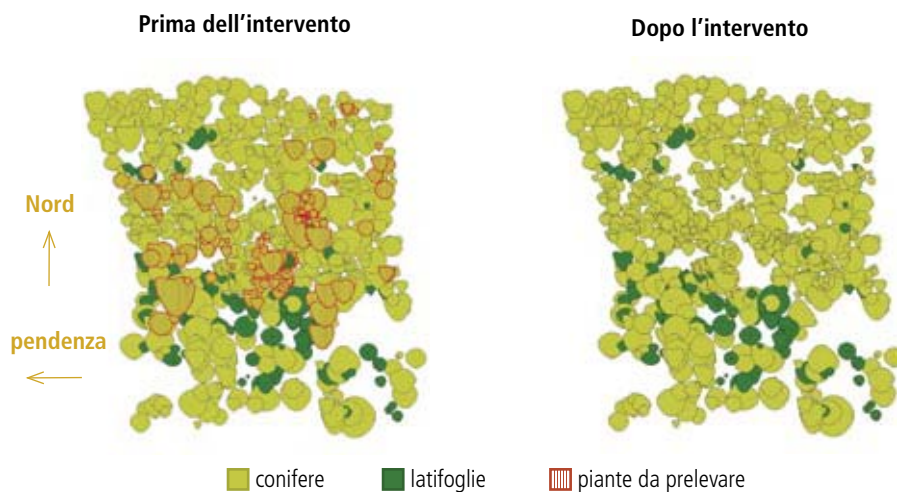 Prima dell'intervento
Dopo l'intervento
Nord
pendenza
conifere
latifoglie
piante da prelevare